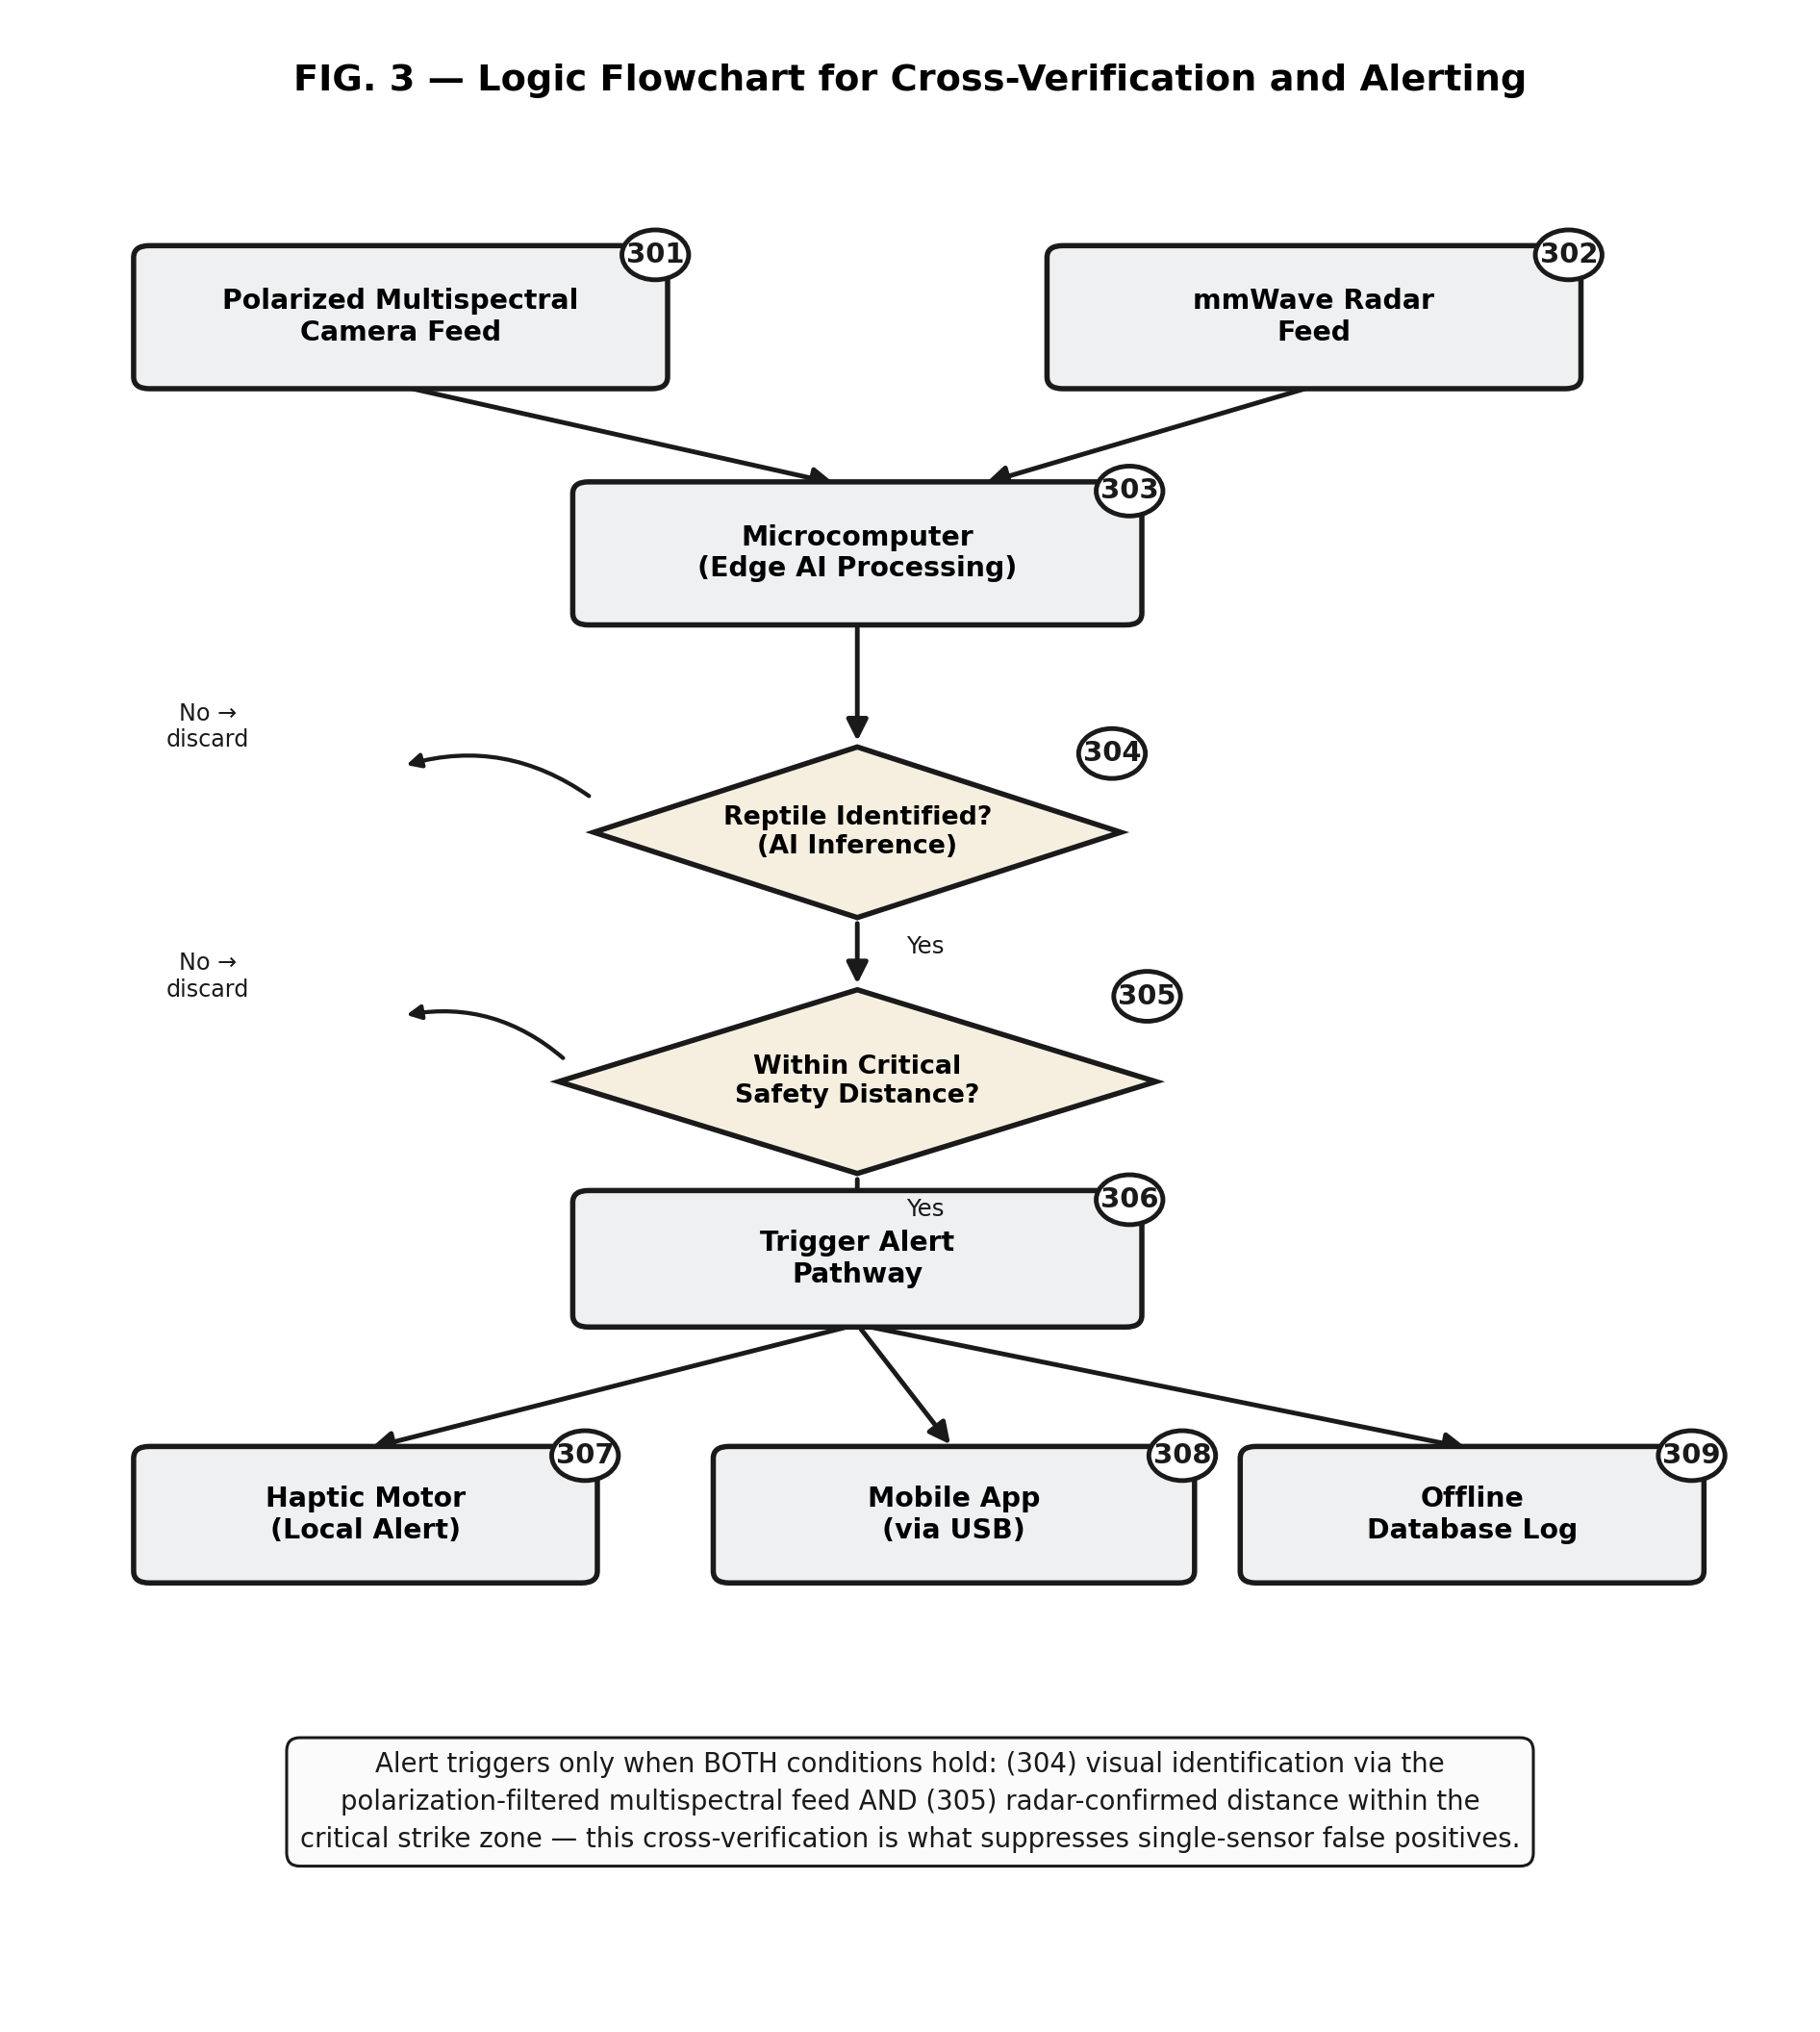 FIG. 3 — Logic Flowchart for Cross-Verification and Alerting
301
Polarized Multispectral
Camera Feed
302
mmWave Radar
Feed
303
Microcomputer
(Edge AI Processing)
No →
discard
304
Reptile Identified?
(AI Inference)
Yes
No →
discard
305
Within Critical
Safety Distance?
306
Yes
Trigger Alert
Pathway
307
Haptic Motor
(Local Alert)
308
Mobile App
(via USB)
309
Offline
Database Log
Alert triggers only when BOTH conditions hold: (304) visual identification via the
polarization-filtered multispectral feed AND (305) radar-confirmed distance within the
critical strike zone — this cross-verification is what suppresses single-sensor false positives.